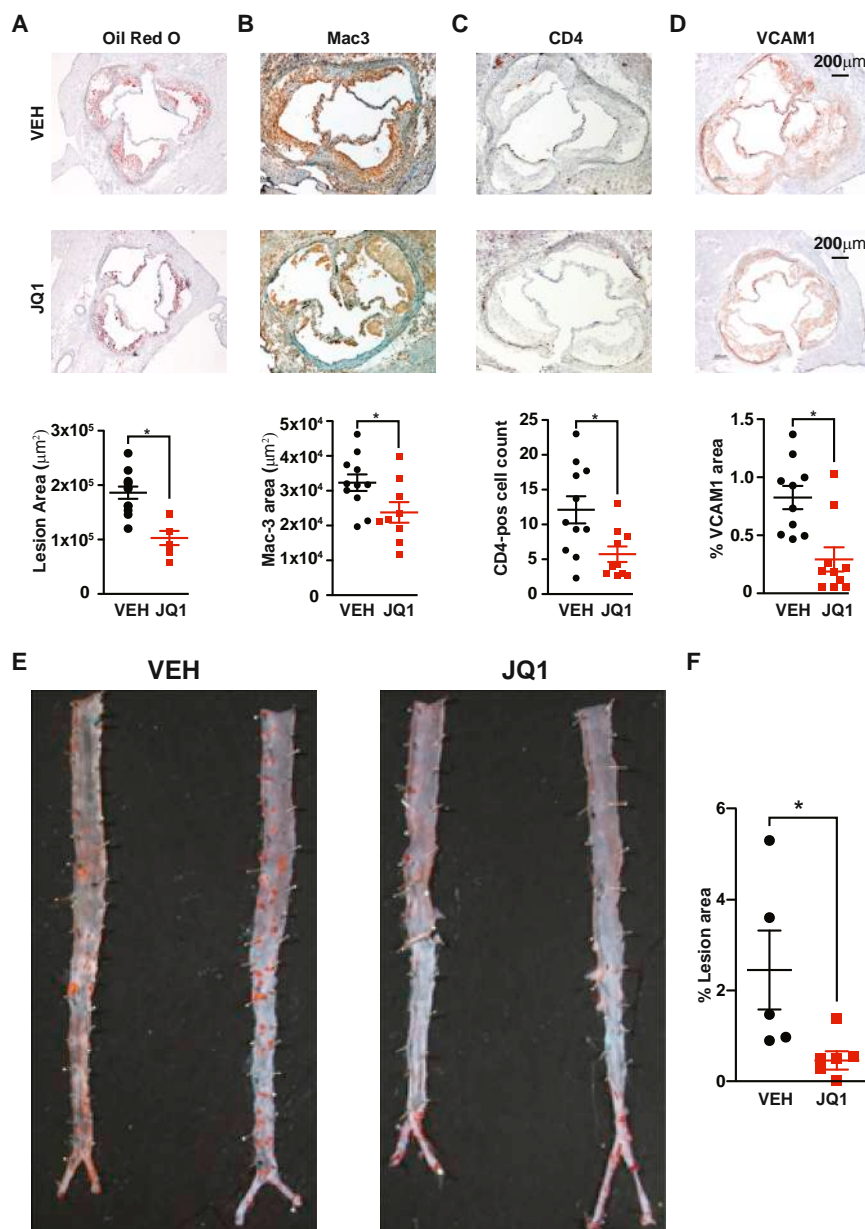 A
Oil Red O
B
Mac3
C
CD4
D
VCAM1
VEH
200μm
JQ1
200μm
Lesion Area (μm²)
3x10⁵
2x10⁵
1x10⁵
0
*
VEH JQ1
Mac-3 area (μm²)
5x10⁴
4x10⁴
3x10⁴
2x10⁴
1x10⁴
0
*
VEH JQ1
CD4-pos cell count
25
20
15
10
5
0
*
VEH JQ1
% VCAM1 area
1.5
1.0
0.5
0
*
VEH JQ1
E
VEH
JQ1
F
% Lesion area
6
4
2
0
*
VEH JQ1